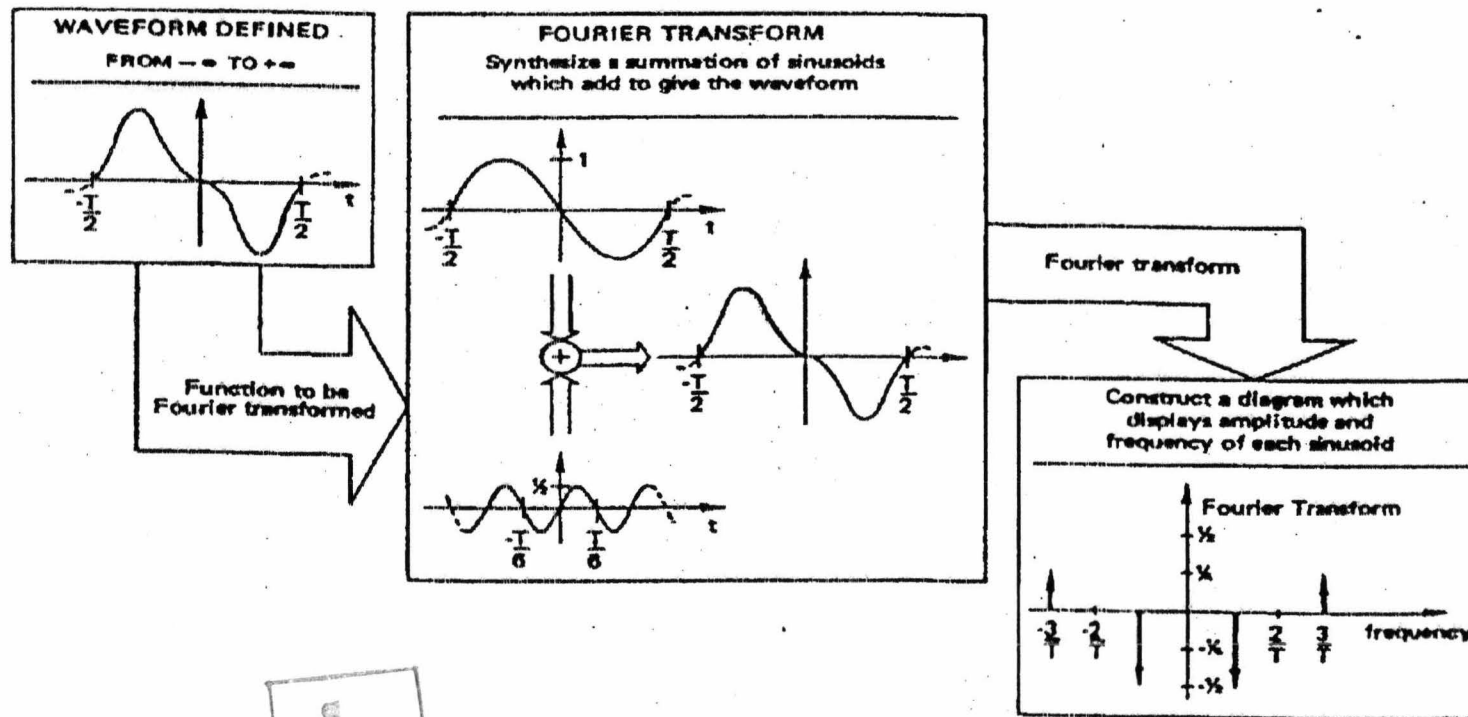 WAVEFORM DEFINED
FROM – ∞ TO + ∞
t
-T/2
T/2
Function to be
Fourier transformed
FOURIER TRANSFORM
Synthesize a summation of sinusoids
which add to give the waveform
1
t
-T/2
T/2
+
-T/2
T/2
½
t
-T/6
T/6
Fourier transform
Construct a diagram which
displays amplitude and
frequency of each sinusoid
Fourier Transform
½
¼
-3/T -2/T 2/T 3/T frequency
-¼
-½